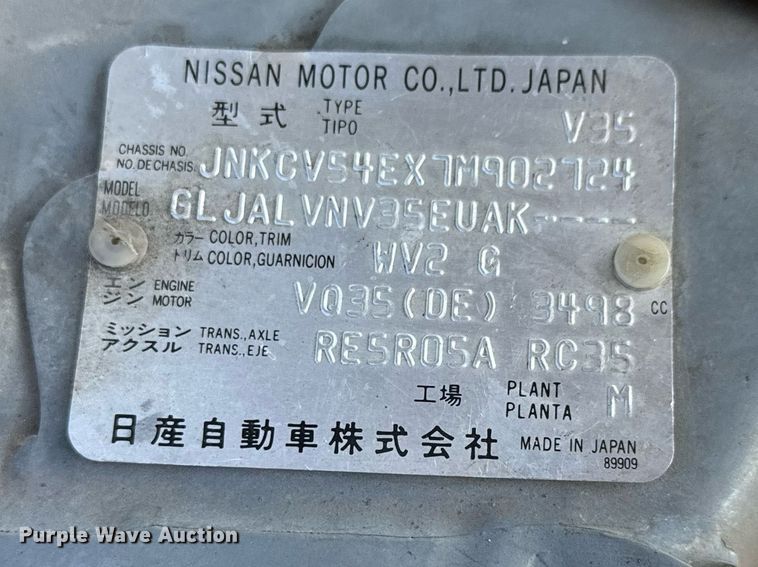 NISSAN MOTOR CO.,LTD. JAPAN
型式 TYPE TIPO V35
CHASSIS NO. NO. DE CHASIS JNKCV54EX7M902724
MODEL MODELO GLJALVNV35EUAK----
カラー COLOR,TRIM
トリム COLOR,GUARNICION WV2 G
エン ENGINE
ジン MOTOR VQ35(DE) 3498 CC
ミッション TRANS.,AXLE
アクスル TRANS.,EJE RE5R05A RC35
工場 PLANT PLANTA M
日産自動車株式会社 MADE IN JAPAN
89909
Purple Wave Auction